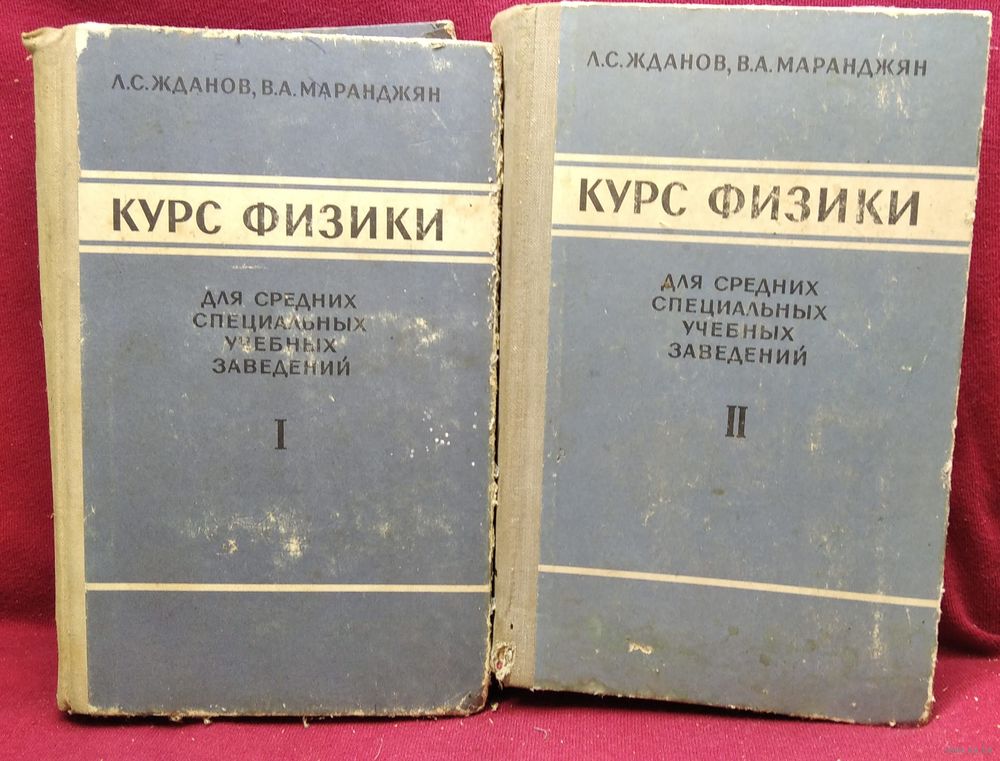 Л.С. ЖДАНОВ, В.А. МАРАНДЖЯН
КУРС ФИЗИКИ
ДЛЯ СРЕДНИХ
СПЕЦИАЛЬНЫХ
УЧЕБНЫХ
ЗАВЕДЕНИЙ
I
Л.С. ЖДАНОВ, В.А. МАРАНДЖЯН
КУРС ФИЗИКИ
ДЛЯ СРЕДНИХ
СПЕЦИАЛЬНЫХ
УЧЕБНЫХ
ЗАВЕДЕНИЙ
II